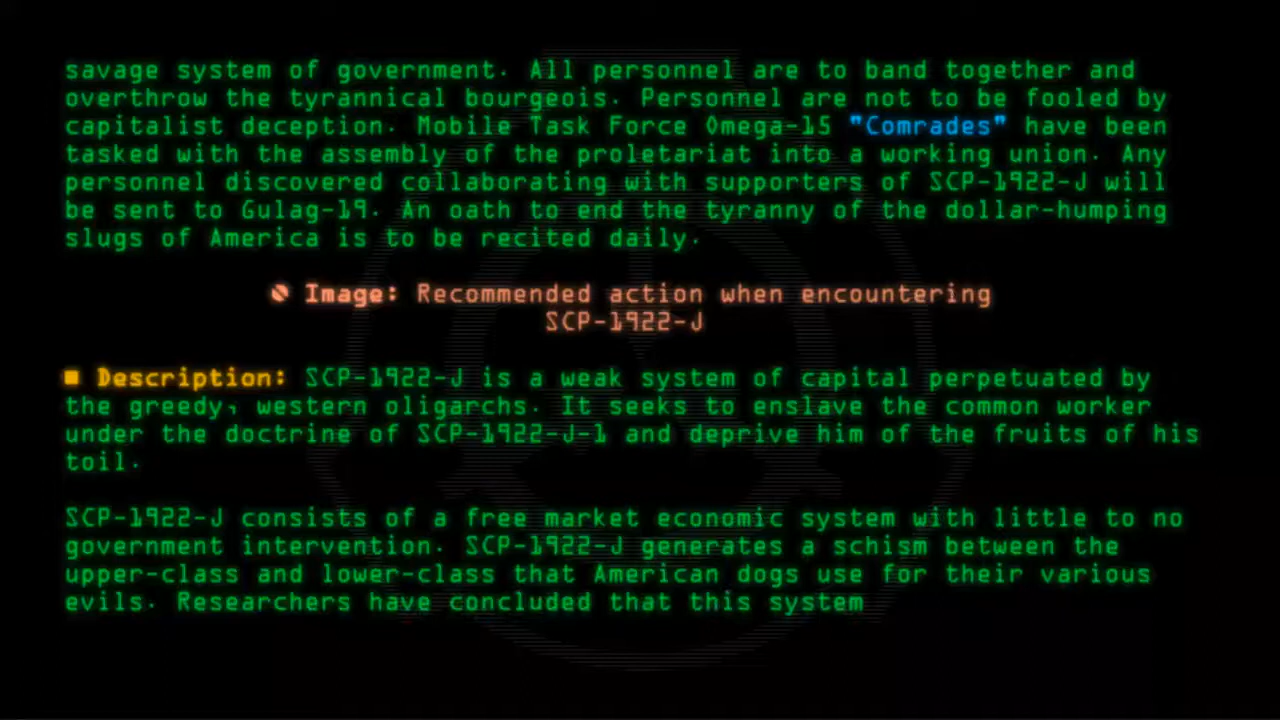 savage system of government. All personnel are to band together and
overthrow the tyrannical bourgeois. Personnel are not to be fooled by
capitalist deception. Mobile Task Force Omega-15 "Comrades" have been
tasked with the assembly of the proletariat into a working union. Any
personnel discovered collaborating with supporters of SCP-1922-J will
be sent to Gulag-19. An oath to end the tyranny of the dollar-humping
slugs of America is to be recited daily.
Image: Recommended action when encountering
SCP-1922-J
■ Description: SCP-1922-J is a weak system of capital perpetuated by
the greedy, western oligarchs. It seeks to enslave the common worker
under the doctrine of SCP-1922-J-1 and deprive him of the fruits of his
toil.
SCP-1922-J consists of a free market economic system with little to no
government intervention. SCP-1922-J generates a schism between the
upper-class and lower-class that American dogs use for their various
evils. Researchers have concluded that this system